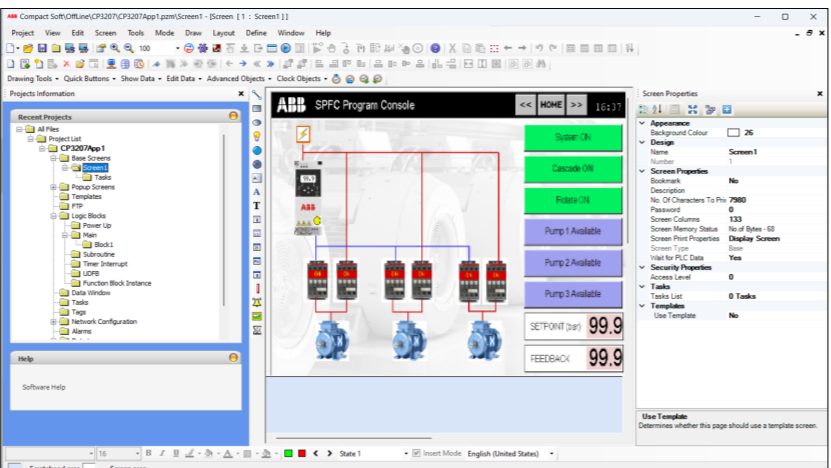 ABB Compact Soft\OffLine\CP3207\CP3207App1.pzm\Screen1 - [Screen [ 1 : Screen1 ] ]
Project View Edit Screen Tools Mode Draw Layout Define Window Help
100
Drawing Tools Quick Buttons Show Data Edit Data Advanced Objects Clock Objects
Projects Information
Recent Projects
All Files
Project List
CP3207App1
Base Screens
Screen1
Tasks
Popup Screens
Templates
FTP
Logic Blocks
Power Up
Main
Block1
Subroutine
Timer Interrupt
UDFB
Function Block Instance
Data Window
Tasks
Tags
Network Configuration
Alarms
Help
Software Help
ABB SPFC Program Console << HOME >> 16:37
System ON
Cascade ON
Rotate ON
Pump 1 Available
Pump 2 Available
Pump 3 Available
SETPOINT (bar) 99.9
FEEDBACK 99.9
ABB
Screen Properties
Appearance
Background Colour 26
Design
Name Screen1
Number 1
Screen Properties
Bookmark No
Description
No. Of Characters To Prin 7980
Password 0
Screen Columns 133
Screen Memory Status No.of Bytes - 68
Screen Print Properties Display Screen
Screen Type Base
Wait for PLC Data Yes
Security Properties
Access Level 0
Tasks
Tasks List 0 Tasks
Templates
Use Template No
Use Template
Determines whether this page should use a template screen.
16 B I U State 1 Insert Mode English (United States)